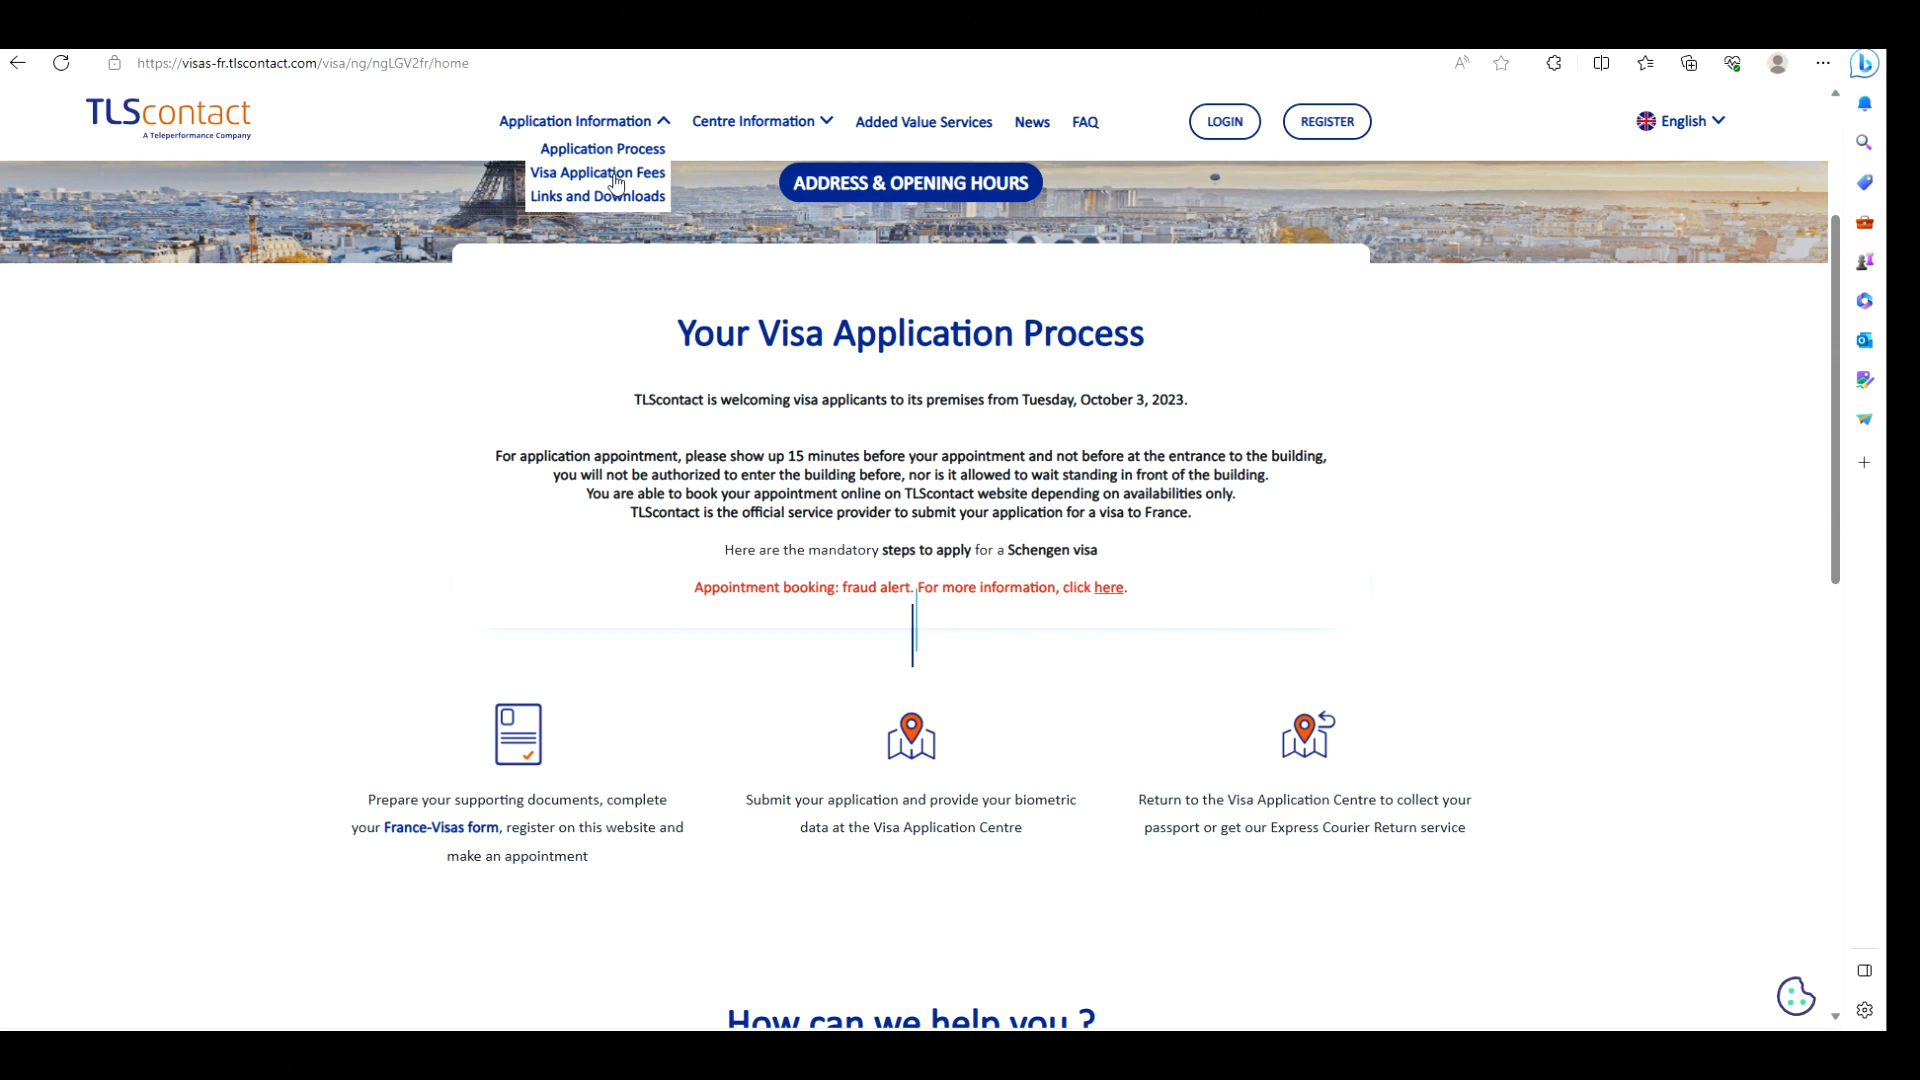 https://visas-fr.tlscontact.com/visa/ng/ngLGV2fr/home
TLScontact
A Teleperformance Company
Application Information
Centre Information
Added Value Services
News
FAQ
LOGIN
REGISTER
English
Application Process
Visa Application Fees
Links and Downloads
ADDRESS & OPENING HOURS
Your Visa Application Process
TLScontact is welcoming visa applicants to its premises from Tuesday, October 3, 2023.
For application appointment, please show up 15 minutes before your appointment and not before at the entrance to the building,
you will not be authorized to enter the building before, nor is it allowed to wait standing in front of the building.
You are able to book your appointment online on TLScontact website depending on availabilities only.
TLScontact is the official service provider to submit your application for a visa to France.
Here are the mandatory steps to apply for a Schengen visa
Appointment booking: fraud alert. For more information, click here.
Prepare your supporting documents, complete
your France-Visas form, register on this website and
make an appointment
Submit your application and provide your biometric
data at the Visa Application Centre
Return to the Visa Application Centre to collect your
passport or get our Express Courier Return service
How can we help you ?